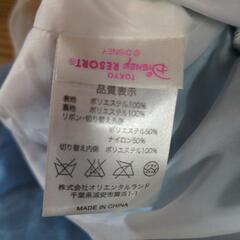 TOKYO
Disney RESORT®
© DISNEY
品質表示
表地 ポリエステル100%
裏地 ポリエステル100%
リボン・切り替え外側
ポリエステル50%
ナイロン50%
切り替え内側 ポリエステル100%
株式会社オリエンタルランド
千葉県浦安市舞浜1-1
MADE IN CHINA